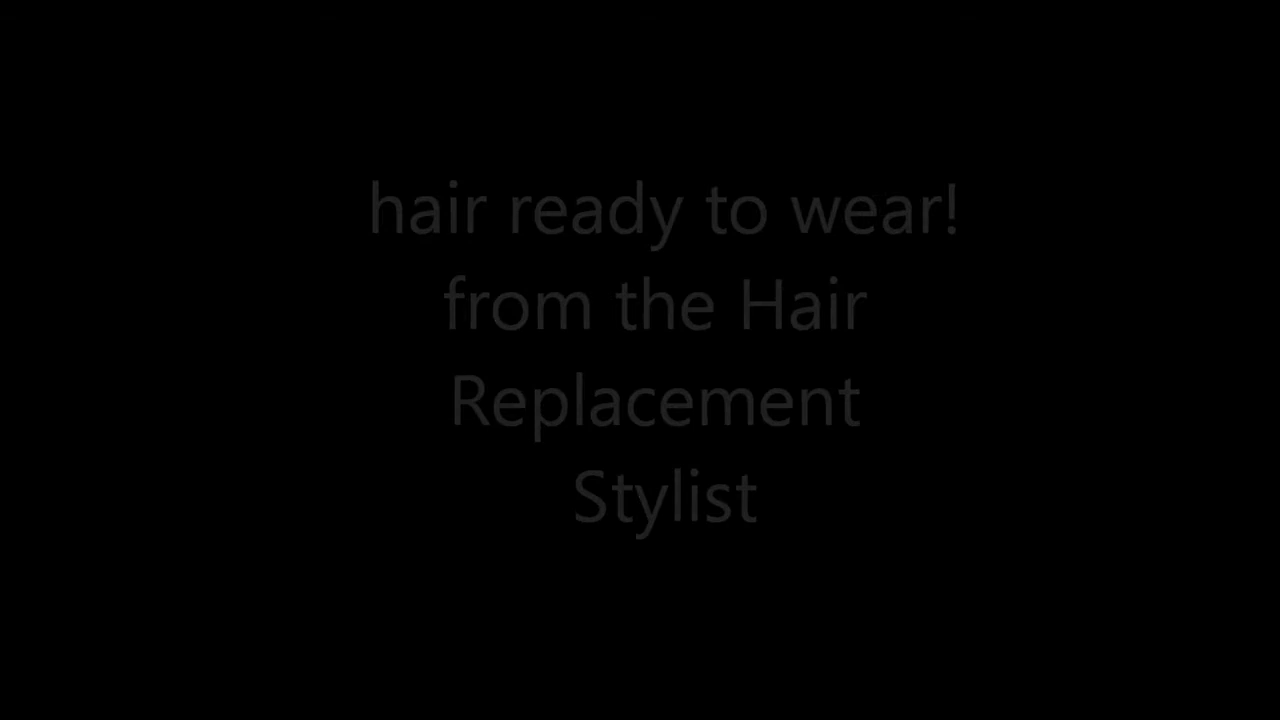 hair ready to wear!
from the Hair
Replacement
Stylist